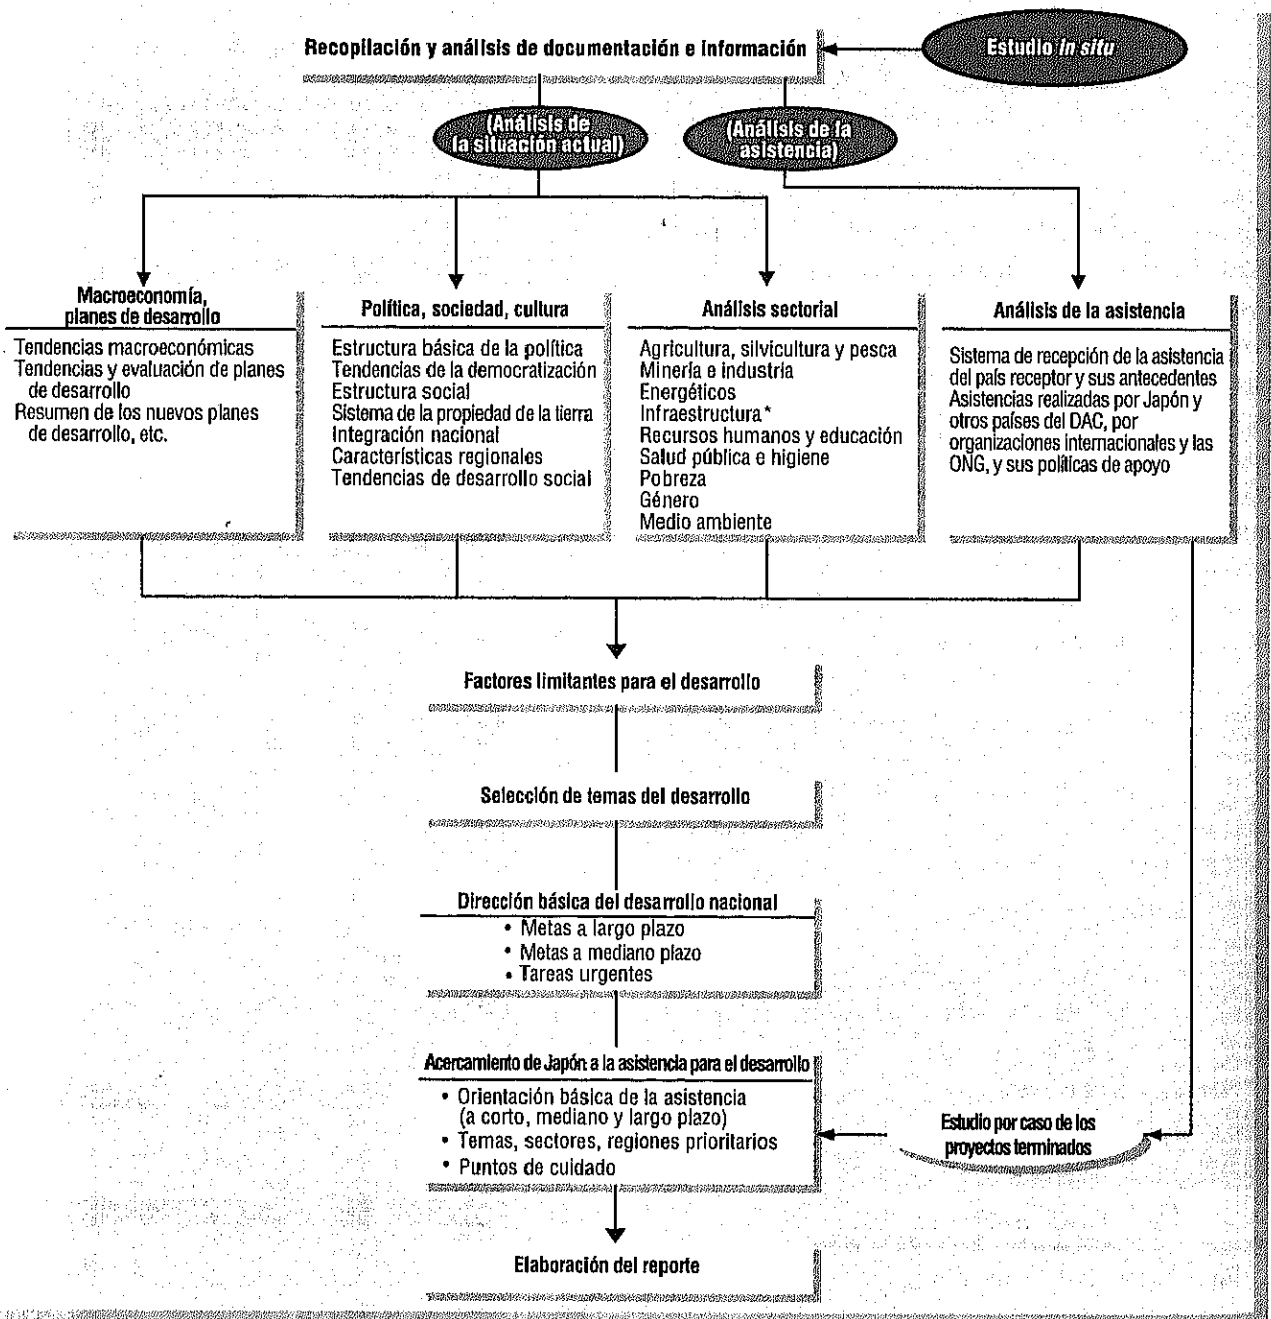 Recopilación y análisis de documentación e información
Estudio in situ
(Análisis de
la situación actual)
(Análisis de la
asistencia)
Macroeconomía,
planes de desarrollo
Tendencias macroeconómicas
Tendencias y evaluación de planes
de desarrollo
Resumen de los nuevos planes
de desarrollo, etc.
Política, sociedad, cultura
Estructura básica de la política
Tendencias de la democratización
Estructura social
Sistema de la propiedad de la tierra
Integración nacional
Características regionales
Tendencias de desarrollo social
Análisis sectorial
Agricultura, silvicultura y pesca
Minería e industria
Energéticos
Infraestructura*
Recursos humanos y educación
Salud pública e higiene
Pobreza
Género
Medio ambiente
Análisis de la asistencia
Sistema de recepción de la asistencia
del país receptor y sus antecedentes
Asistencias realizadas por Japón y
otros países del DAC, por
organizaciones internacionales y las
ONG, y sus políticas de apoyo
Factores limitantes para el desarrollo
Selección de temas del desarrollo
Dirección básica del desarrollo nacional
• Metas a largo plazo
• Metas a mediano plazo
• Tareas urgentes
Acercamiento de Japón a la asistencia para el desarrollo
• Orientación básica de la asistencia
(a corto, mediano y largo plazo)
• Temas, sectores, regiones prioritarios
• Puntos de cuidado
Estudio por caso de los
proyectos terminados
Elaboración del reporte